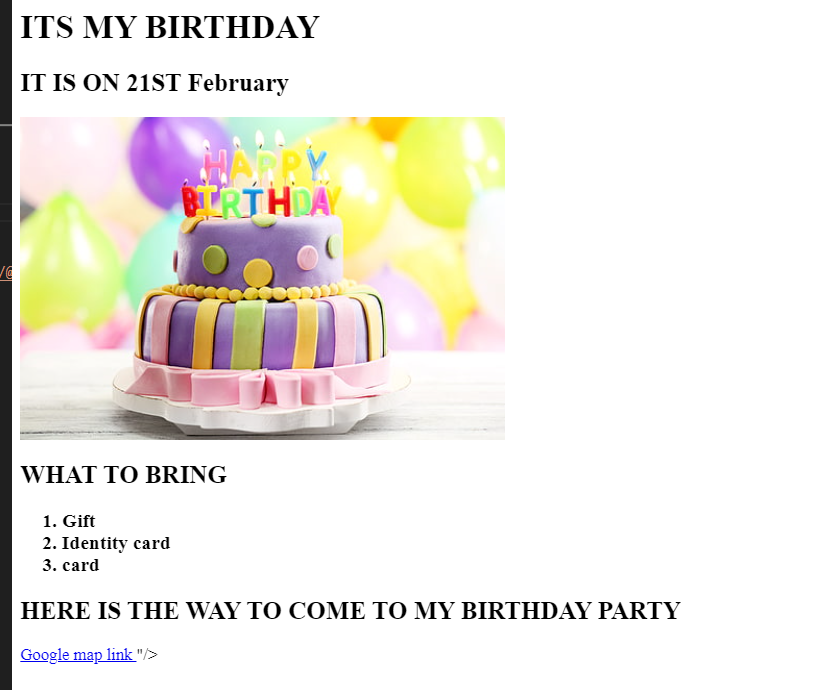 ITS MY BIRTHDAY
IT IS ON 21ST February
HAPPY
BIRTHDAY
WHAT TO BRING
1. Gift
2. Identity card
3. card
HERE IS THE WAY TO COME TO MY BIRTHDAY PARTY
Google map link "/>